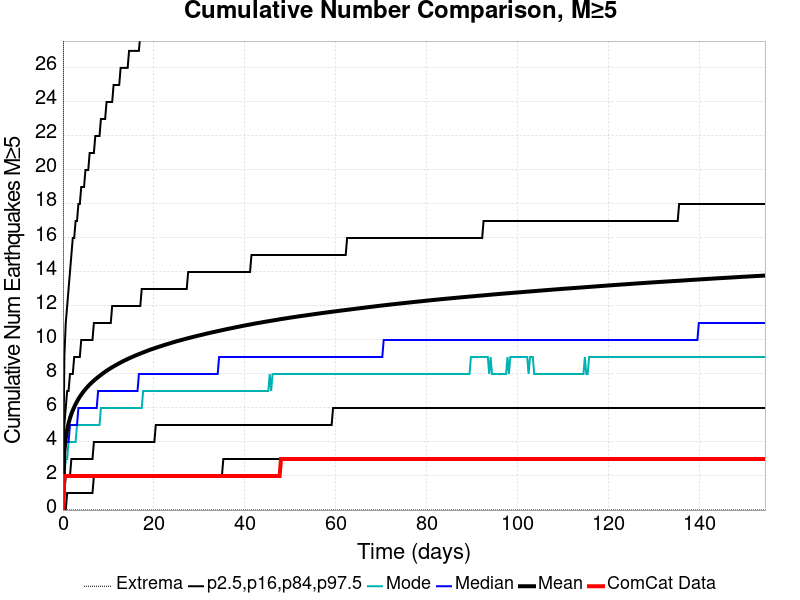 Cumulative Number Comparison, M≥5
Cumulative Num Earthquakes M≥5
26
24
22
20
18
16
14
12
10
8
6
4
2
0
0 20 40 60 80 100 120 140
Time (days)
Extrema p2.5,p16,p84,p97.5 Mode Median Mean ComCat Data